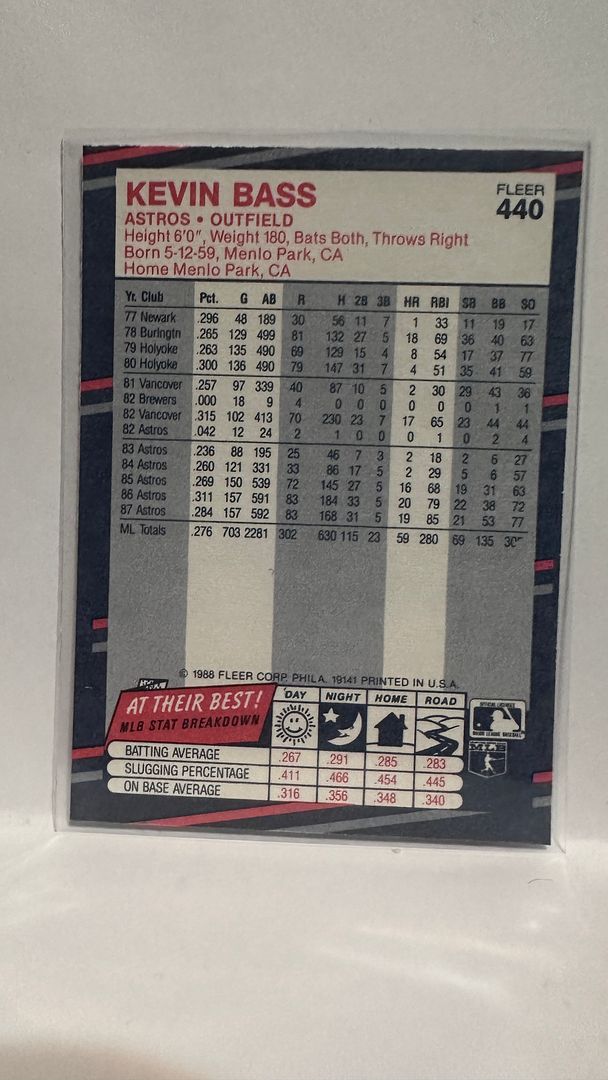 KEVIN BASS
FLEER
440
ASTROS • OUTFIELD
Height 6'0", Weight 180, Bats Both, Throws Right
Born 5-12-59, Menlo Park, CA
Home Menlo Park, CA
Yr. Club Pct. G AB R H 2B 3B HR RBI SB BB SO
77 Newark .296 48 189 30 56 11 7 1 33 11 19 17
78 Burlngtn .265 129 499 81 132 27 5 18 69 36 40 63
79 Holyoke .263 135 490 69 129 15 4 8 54 17 37 77
80 Holyoke .300 136 490 79 147 31 7 4 51 35 41 59
81 Vancover .257 97 339 40 87 10 5 2 30 29 43 36
82 Brewers .000 18 9 4 0 0 0 0 0 0 1 1
82 Vancover .315 102 413 70 230 23 7 17 65 23 44 44
82 Astros .042 12 24 2 1 0 0 0 1 0 2 4
83 Astros .236 88 195 25 46 7 3 2 18 2 6 27
84 Astros .260 121 331 33 86 17 5 2 29 5 6 57
85 Astros .269 150 539 72 145 27 5 16 68 19 31 63
86 Astros .311 157 591 83 184 33 5 20 79 22 38 72
87 Astros .284 157 592 83 168 31 5 19 85 21 53 77
ML Totals .276 703 2281 302 630 115 23 59 280 69 135
© 1988 FLEER CORP. PHILA. 19141 PRINTED IN U.S.A.
AT THEIR BEST!
MLB STAT BREAKDOWN
DAY NIGHT HOME ROAD
BATTING AVERAGE .267 .291 .285 .283
SLUGGING PERCENTAGE .411 .466 .454 .445
ON BASE AVERAGE .316 .356 .348 .340
OFFICIAL LICENSEE
MAJOR LEAGUE BASEBALL